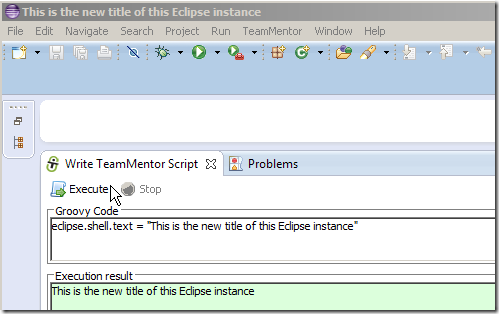 This is the new title of this Eclipse instance
File Edit Navigate Search Project Run TeamMentor Window Help
Write TeamMentor Script Problems
Execute Stop
Groovy Code
eclipse.shell.text = "This is the new title of this Eclipse instance"
Execution result
This is the new title of this Eclipse instance